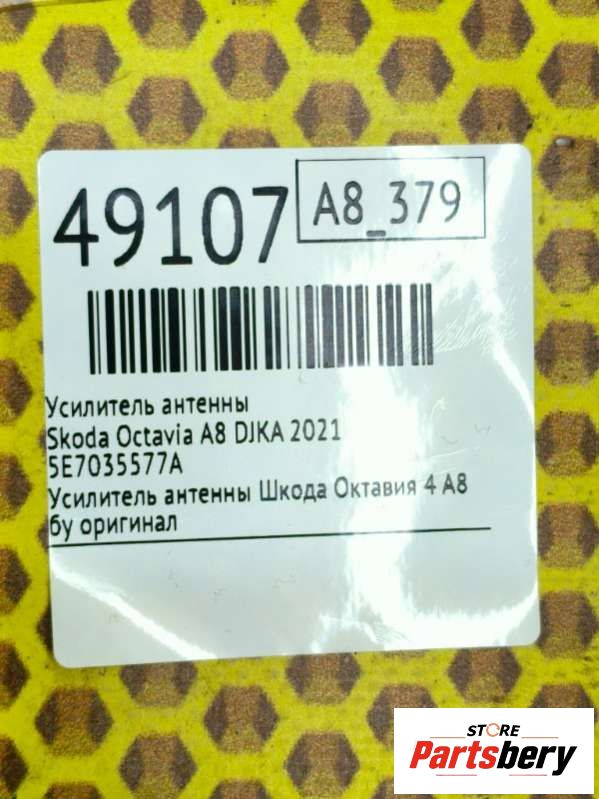 49107
A8_379
Усилитель антенны
Skoda Octavia A8 DJKA 2021
5E7035577A
Усилитель антенны Шкода Октавия 4 A8
бу оригинал
STORE
Partsbery